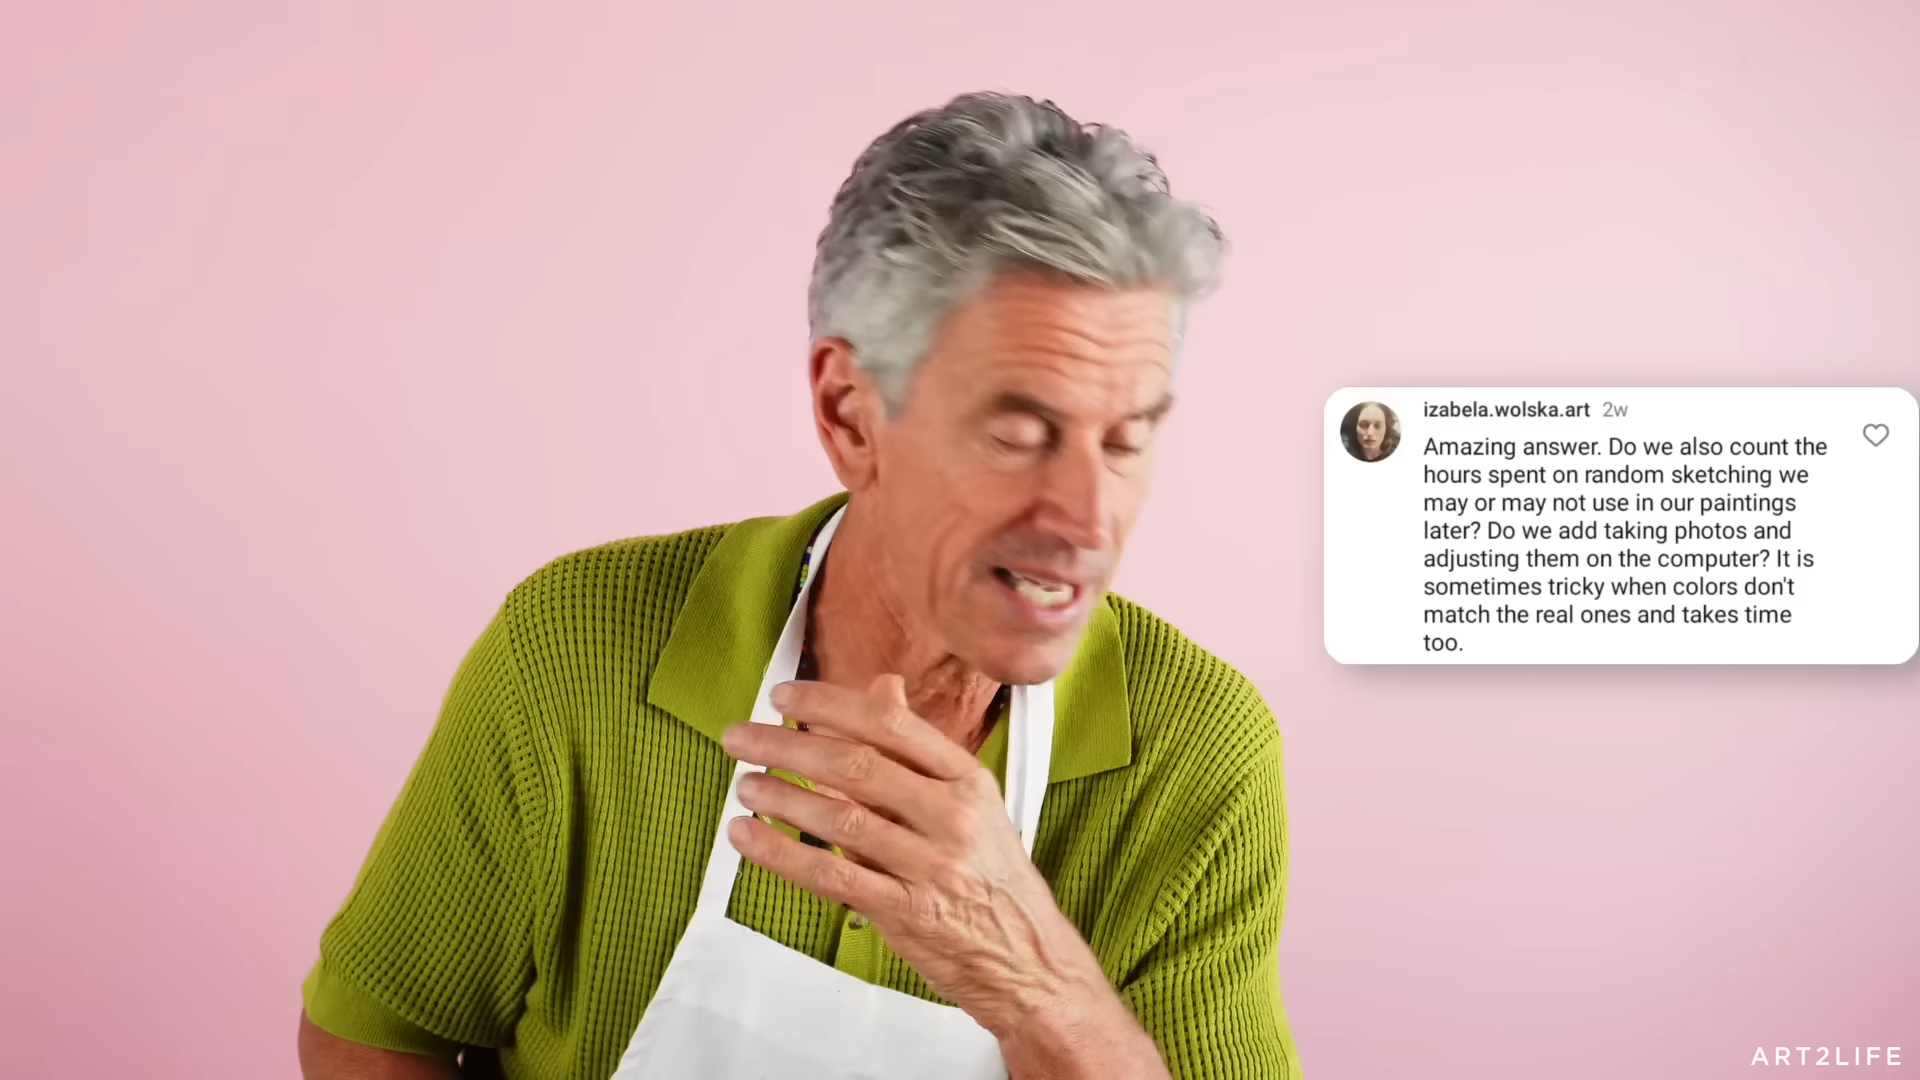 izabela.wolska.art 2w
Amazing answer. Do we also count the
hours spent on random sketching we
may or may not use in our paintings
later? Do we add taking photos and
adjusting them on the computer? It is
sometimes tricky when colors don't
match the real ones and takes time
too.
ART2LIFE